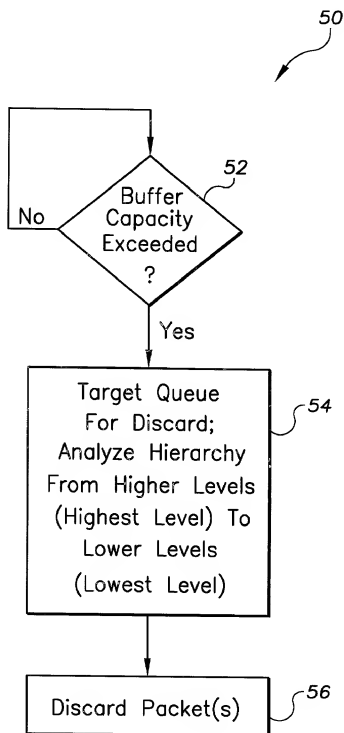 50
52
Buffer
Capacity
Exceeded
?
No
Yes
54
Target Queue
For Discard;
Analyze Hierarchy
From Higher Levels
(Highest Level) To
Lower Levels
(Lowest Level)
56
Discard Packet(s)